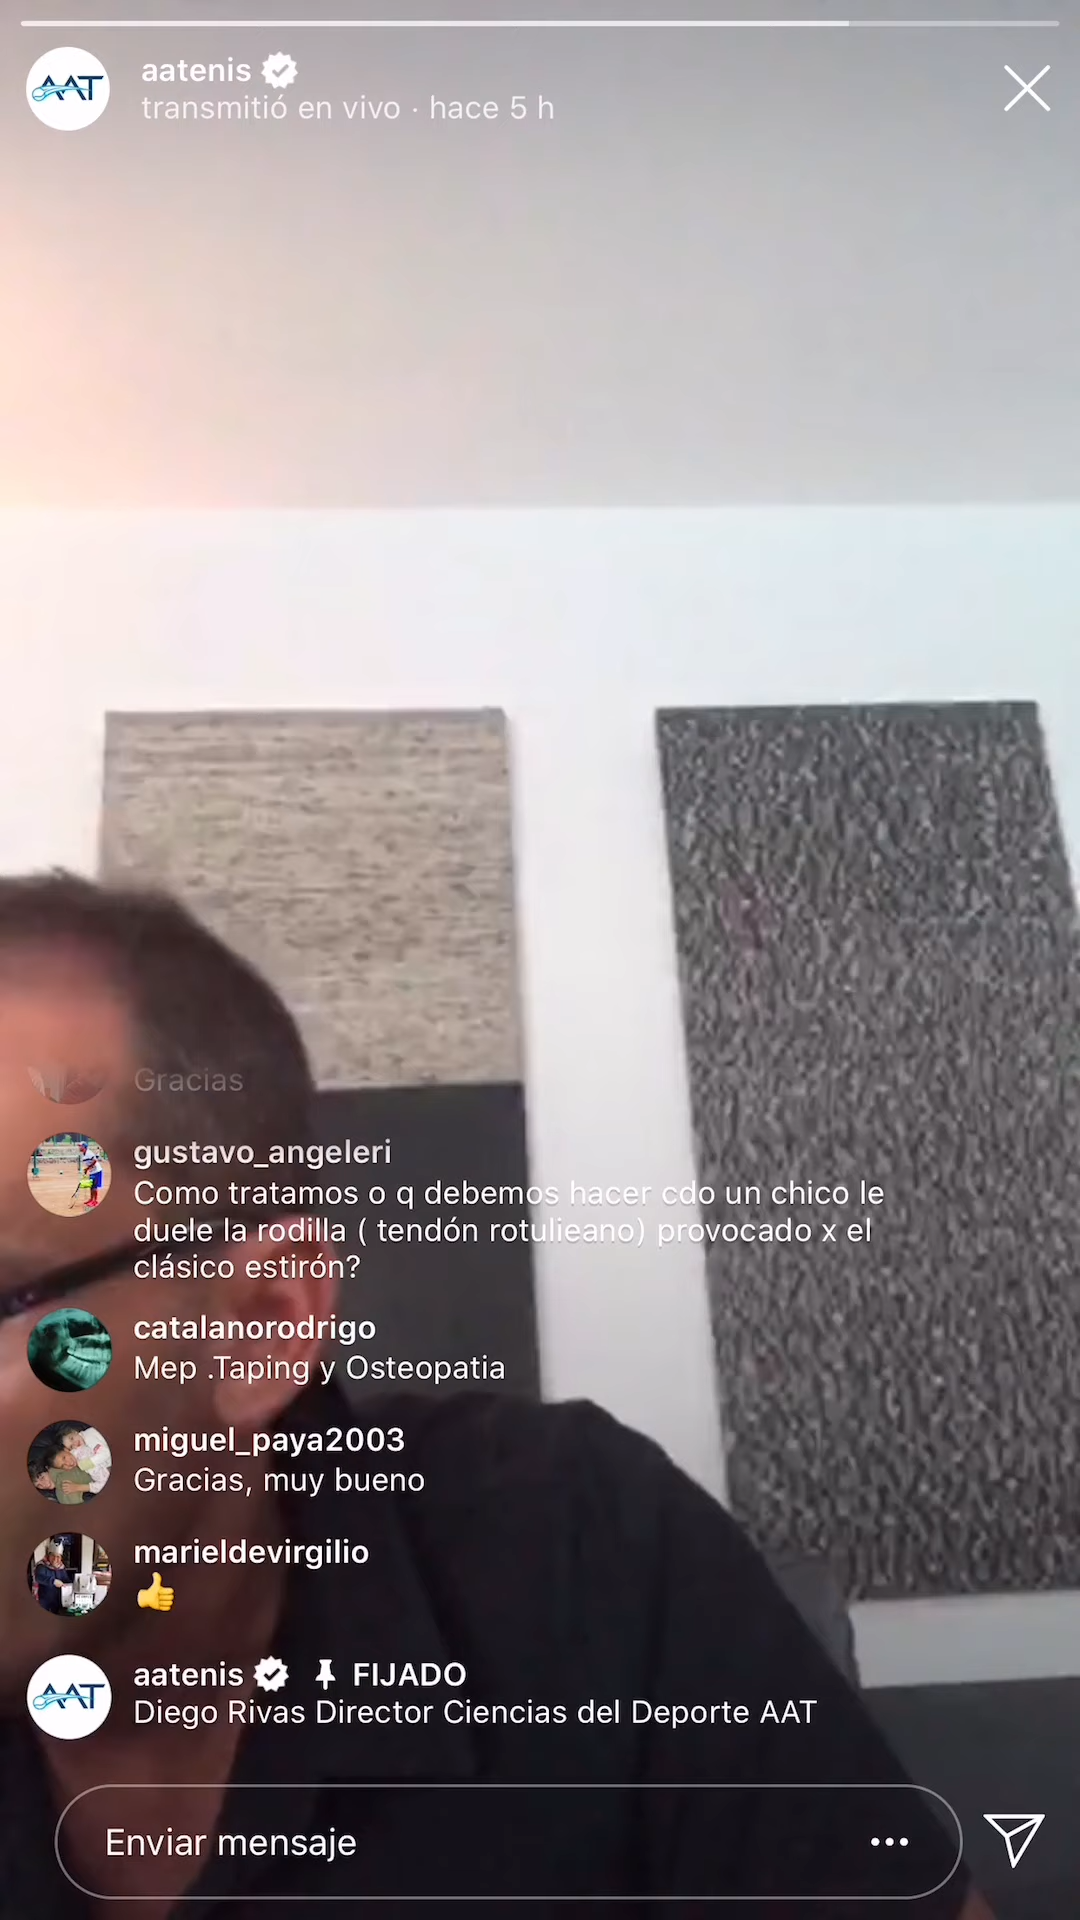 AAT
aatenis
transmitió en vivo · hace 5 h
Gracias
gustavo_angeleri
Como tratamos o q debemos hacer cdo un chico le
duele la rodilla ( tendón rotulieano) provocado x el
clásico estirón?
catalanorodrigo
Mep .Taping y Osteopatia
miguel_paya2003
Gracias, muy bueno
marieldevirgilio
👍
AAT
aatenis FIJADO
Diego Rivas Director Ciencias del Deporte AAT
Enviar mensaje